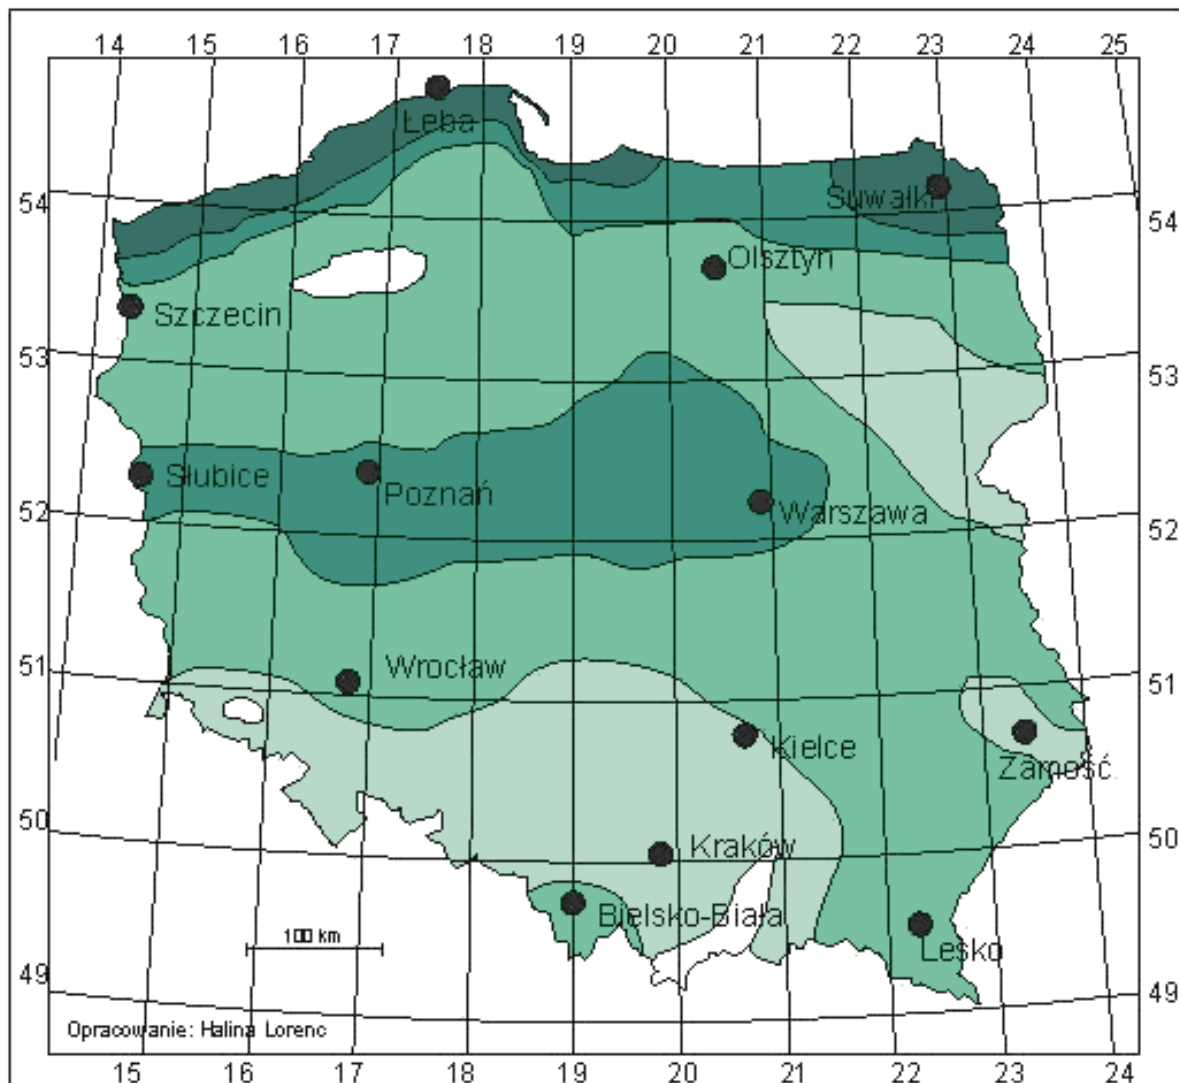 14 15 16 17 18 19 20 21 22 23 24 25
Łeba
54
Suwałki
54
Olsztyn
Szczecin
53
53
Słubice
Poznań
Warszawa
52
52
Wrocław
51
51
Kielce
Zamość
50
Kraków
50
Bielsko-Biała
100 km
Lesko
49
49
Opracowanie: Halina Lorenc
15 16 17 18 19 20 21 22 23 24